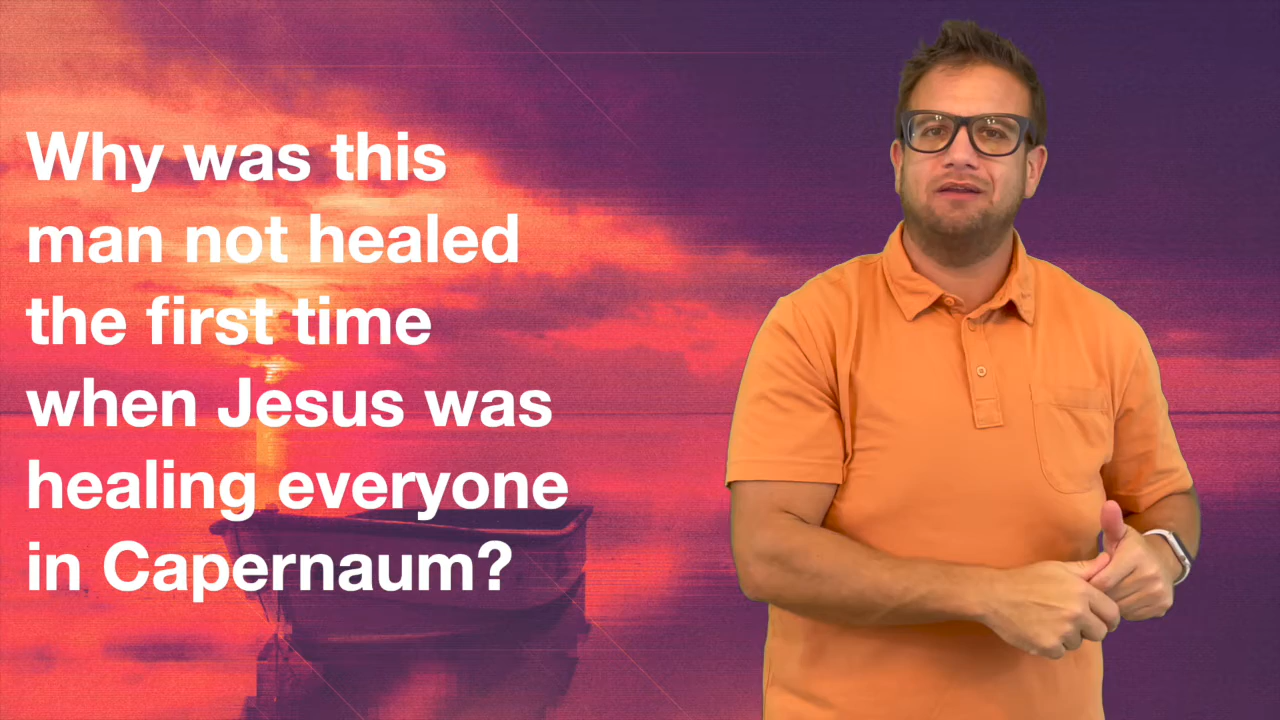 Why was this
man not healed
the first time
when Jesus was
healing everyone
in Capernaum?